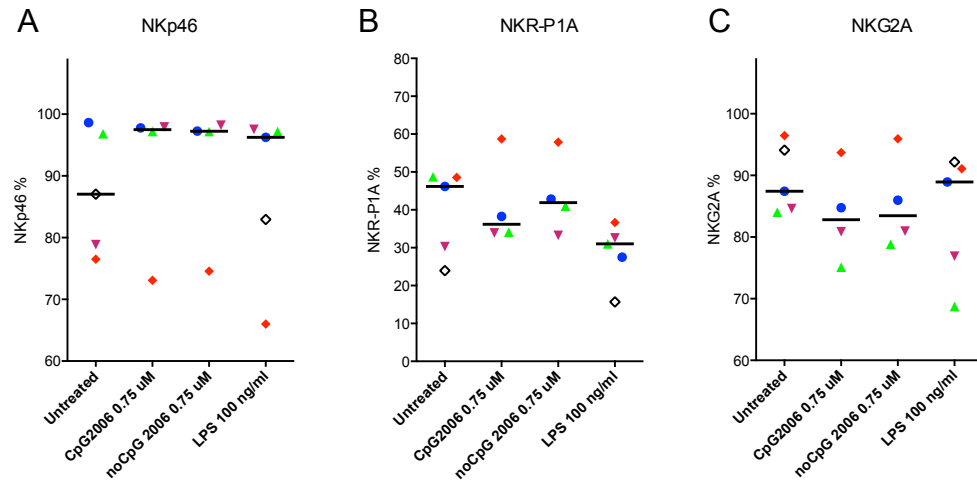 A
NKp46
NKp46 %
100
90
80
70
60
Untreated
CpG2006 0.75 uM
noCpG 2006 0.75 uM
LPS 100 ng/ml
B
NKR-P1A
NKR-P1A %
80
70
60
50
40
30
20
10
0
Untreated
CpG2006 0.75 uM
noCpG 2006 0.75 uM
LPS 100 ng/ml
C
NKG2A
NKG2A %
100
90
80
70
60
Untreated
CpG2006 0.75 uM
noCpG 2006 0.75 uM
LPS 100 ng/ml